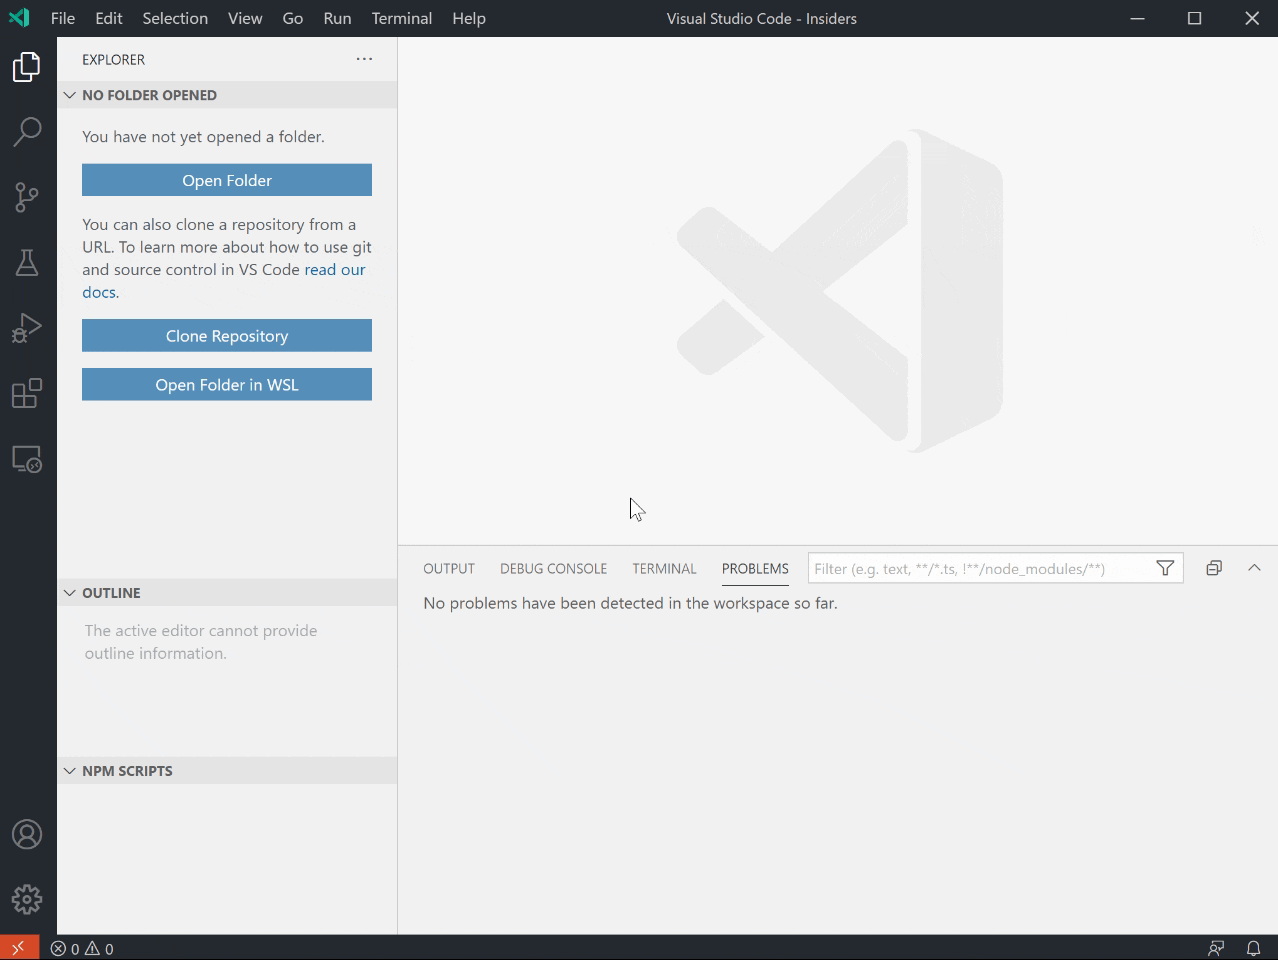 File Edit Selection View Go Run Terminal Help Visual Studio Code - Insiders
EXPLORER
NO FOLDER OPENED
You have not yet opened a folder.
Open Folder
You can also clone a repository from a
URL. To learn more about how to use git
and source control in VS Code read our
docs.
Clone Repository
Open Folder in WSL
OUTLINE
The active editor cannot provide
outline information.
NPM SCRIPTS
OUTPUT DEBUG CONSOLE TERMINAL PROBLEMS Filter (e.g. text, **/*.ts, !**/node_modules/**)
No problems have been detected in the workspace so far.
0 0